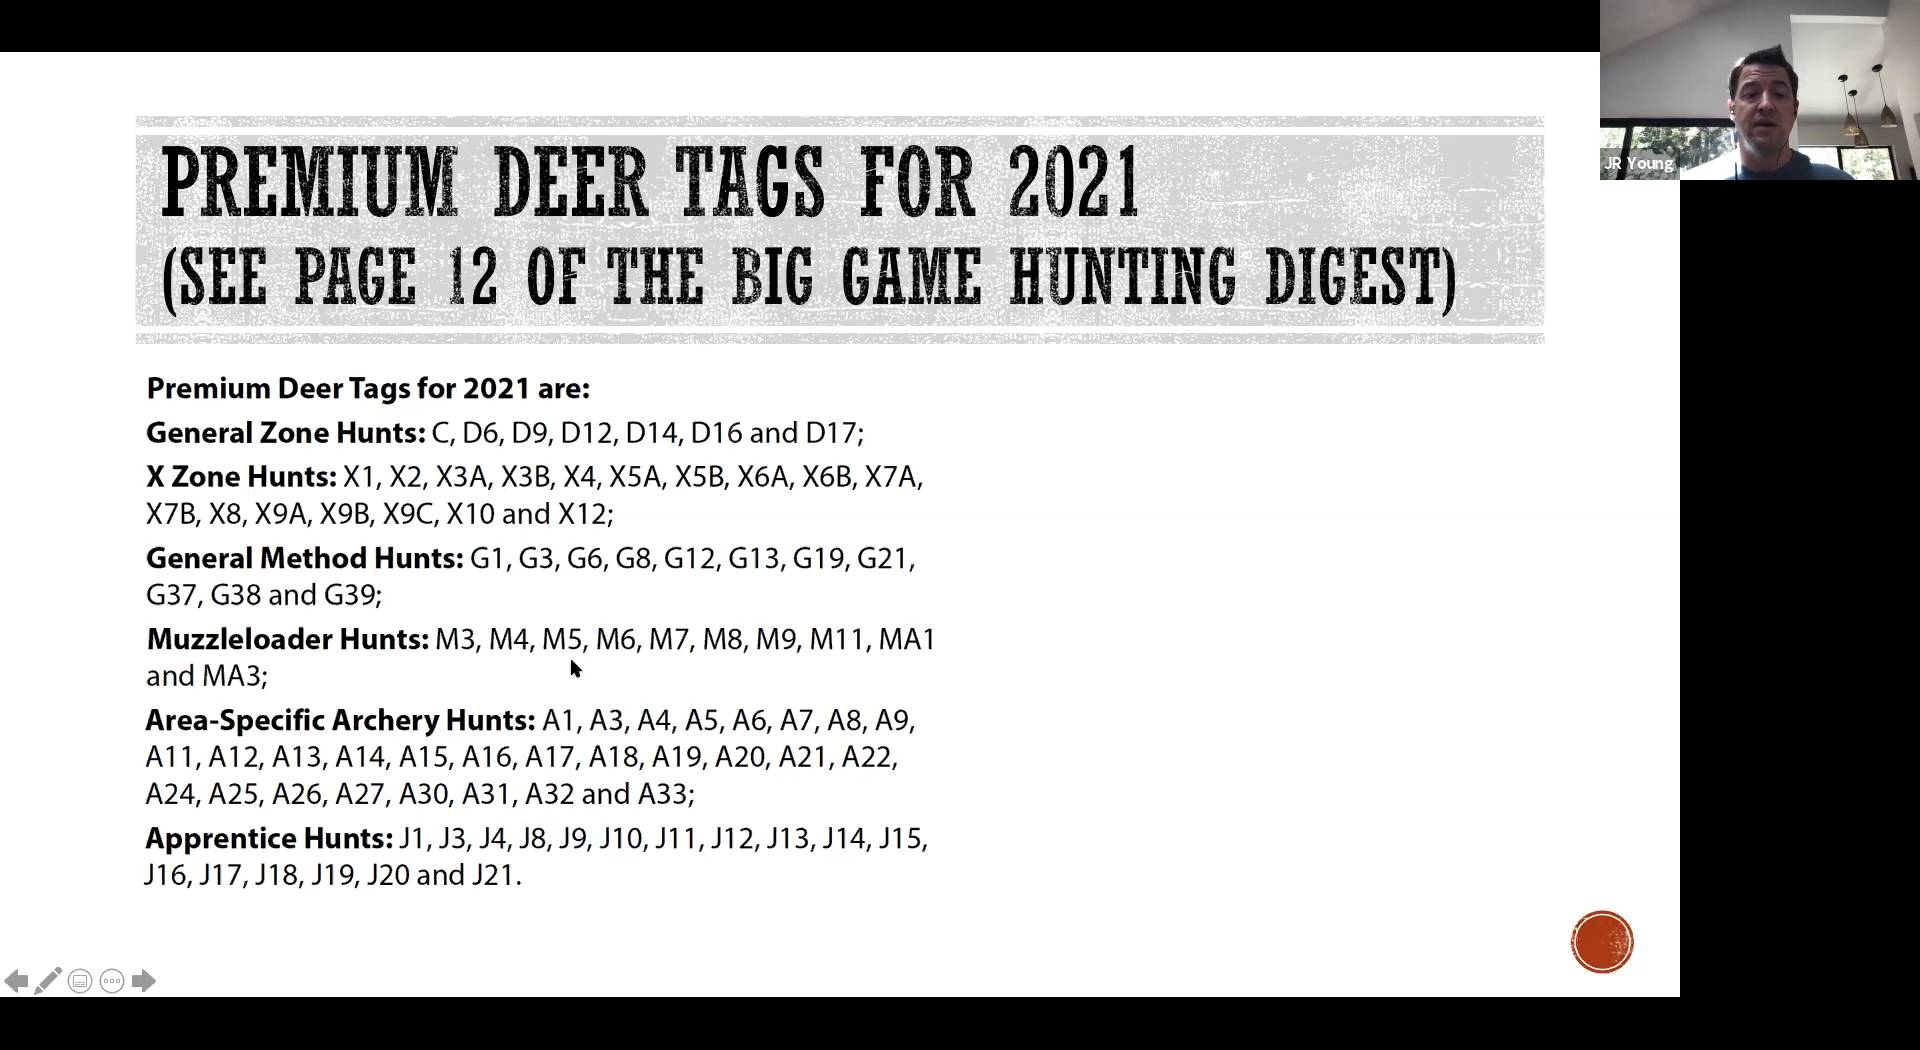 PREMIUM DEER TAGS FOR 2021
(SEE PAGE 12 OF THE BIG GAME HUNTING DIGEST)
JR Young
Premium Deer Tags for 2021 are:
General Zone Hunts: C, D6, D9, D12, D14, D16 and D17;
X Zone Hunts: X1, X2, X3A, X3B, X4, X5A, X5B, X6A, X6B, X7A,
X7B, X8, X9A, X9B, X9C, X10 and X12;
General Method Hunts: G1, G3, G6, G8, G12, G13, G19, G21,
G37, G38 and G39;
Muzzleloader Hunts: M3, M4, M5, M6, M7, M8, M9, M11, MA1
and MA3;
Area-Specific Archery Hunts: A1, A3, A4, A5, A6, A7, A8, A9,
A11, A12, A13, A14, A15, A16, A17, A18, A19, A20, A21, A22,
A24, A25, A26, A27, A30, A31, A32 and A33;
Apprentice Hunts: J1, J3, J4, J8, J9, J10, J11, J12, J13, J14, J15,
J16, J17, J18, J19, J20 and J21.